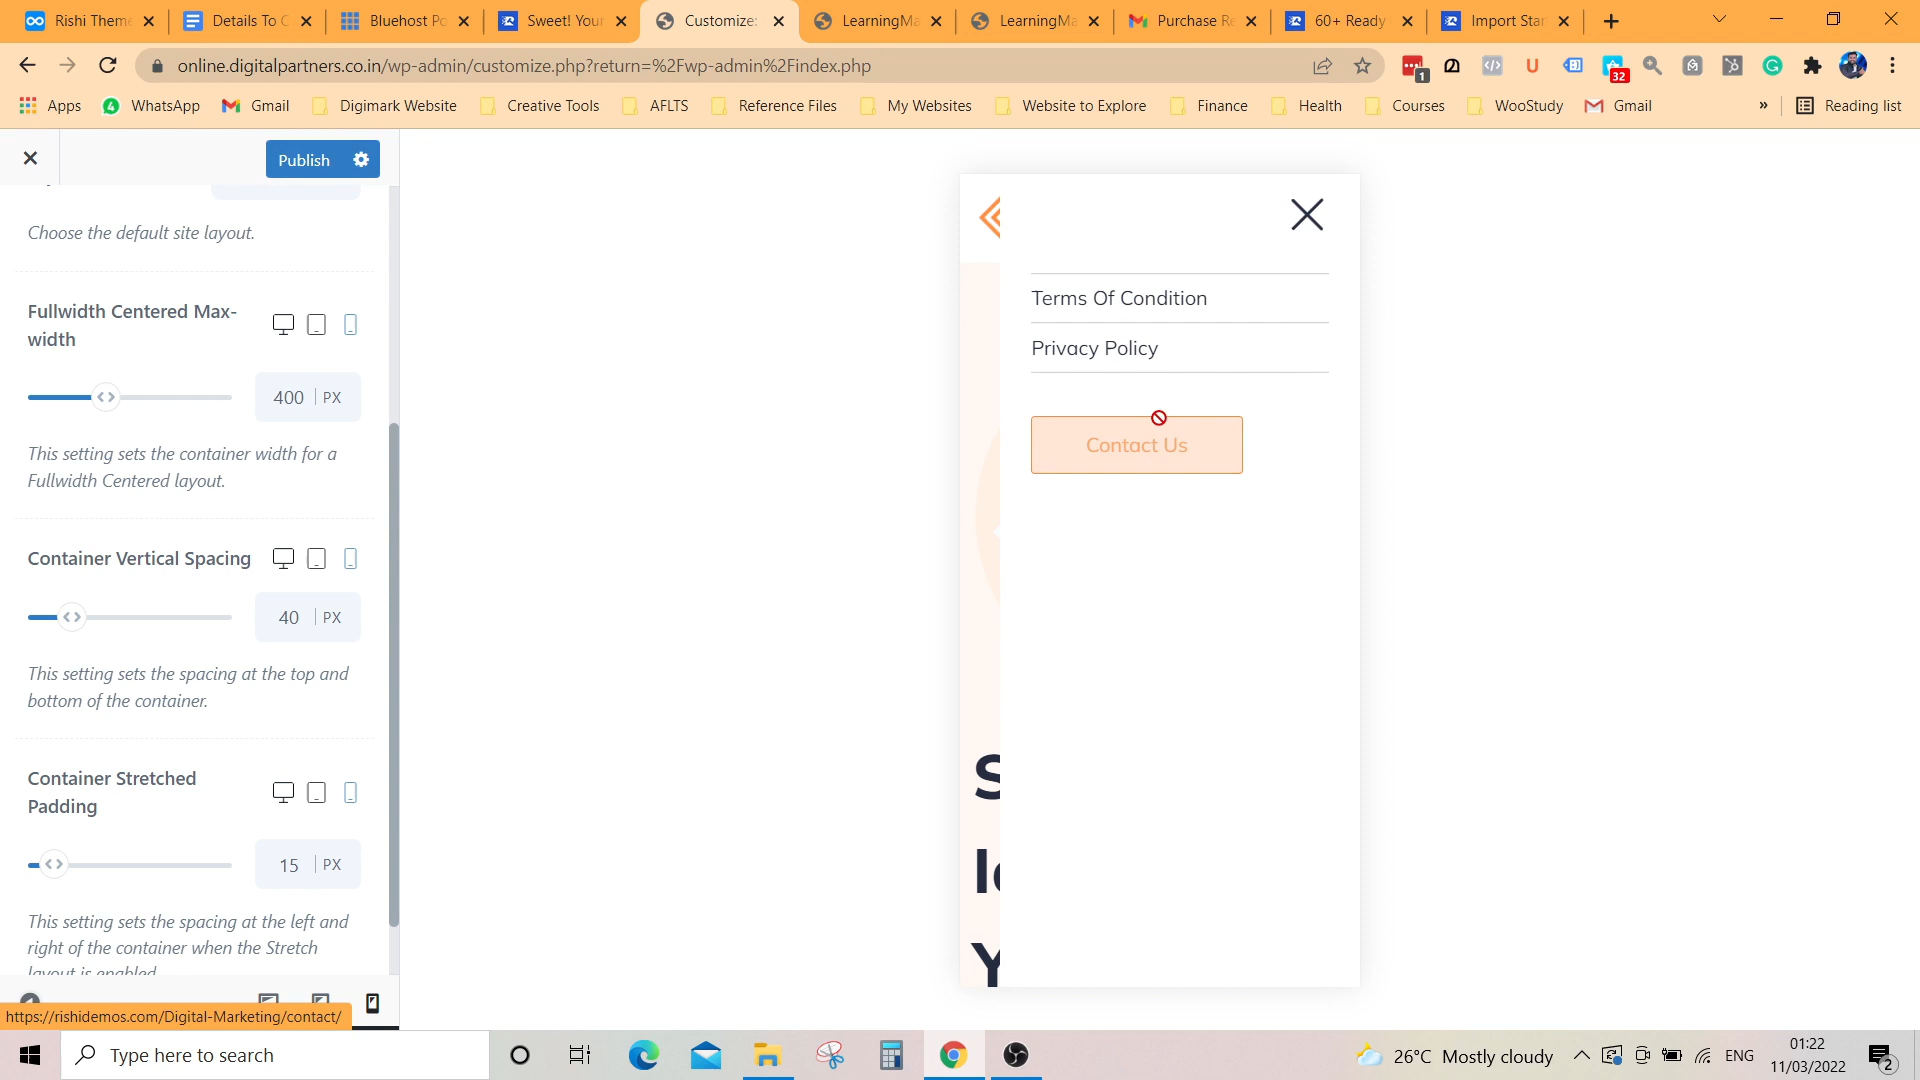 Rishi Theme
Details To C
Bluehost Po
Sweet! Your
Customize:
LearningMa
LearningMa
Purchase Re
60+ Ready
Import Star
online.digitalpartners.co.in/wp-admin/customize.php?return=%2Fwp-admin%2Findex.php
1
32
Apps
WhatsApp
Gmail
Digimark Website
Creative Tools
AFLTS
Reference Files
My Websites
Website to Explore
Finance
Health
Courses
WooStudy
Gmail
»
Reading list
Publish
Choose the default site layout.
Fullwidth Centered Max-
width
400 PX
This setting sets the container width for a
Fullwidth Centered layout.
Container Vertical Spacing
40 PX
This setting sets the spacing at the top and
bottom of the container.
Container Stretched
Padding
15 PX
This setting sets the spacing at the left and
right of the container when the Stretch
layout is enabled
https://rishidemos.com/Digital-Marketing/contact/
Terms Of Condition
Privacy Policy
Contact Us
S
Y
Type here to search
26°C Mostly cloudy
ENG
01:22
11/03/2022
2